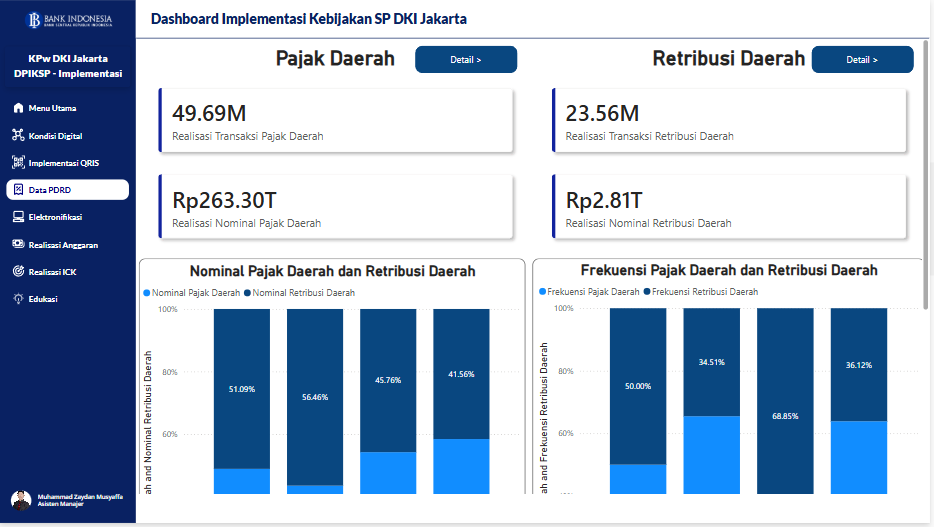 BANK INDONESIA
BANK SENTRAL REPUBLIK INDONESIA
KPw DKI Jakarta
DPIKSP - Implementasi
Menu Utama
Kondisi Digital
Implementasi QRIS
Data PDRD
Elektronifikasi
Realisasi Anggaran
Realisasi ICK
Edukasi
Muhammad Zaydan Musyaffa
Asisten Manajer
Dashboard Implementasi Kebijakan SP DKI Jakarta
Pajak Daerah
Detail >
Retribusi Daerah
Detail >
49.69M
Realisasi Transaksi Pajak Daerah
23.56M
Realisasi Transaksi Retribusi Daerah
Rp263.30T
Realisasi Nominal Pajak Daerah
Rp2.81T
Realisasi Nominal Retribusi Daerah
Nominal Pajak Daerah dan Retribusi Daerah
Nominal Pajak Daerah Nominal Retribusi Daerah
100%
80%
60%
ah and Nominal Retribusi Daerah
51.09%
56.46%
45.76%
41.56%
Frekuensi Pajak Daerah dan Retribusi Daerah
Frekuensi Pajak Daerah Frekuensi Retribusi Daerah
100%
80%
60%
ah and Frekuensi Retribusi Daerah
50.00%
34.51%
68.85%
36.12%